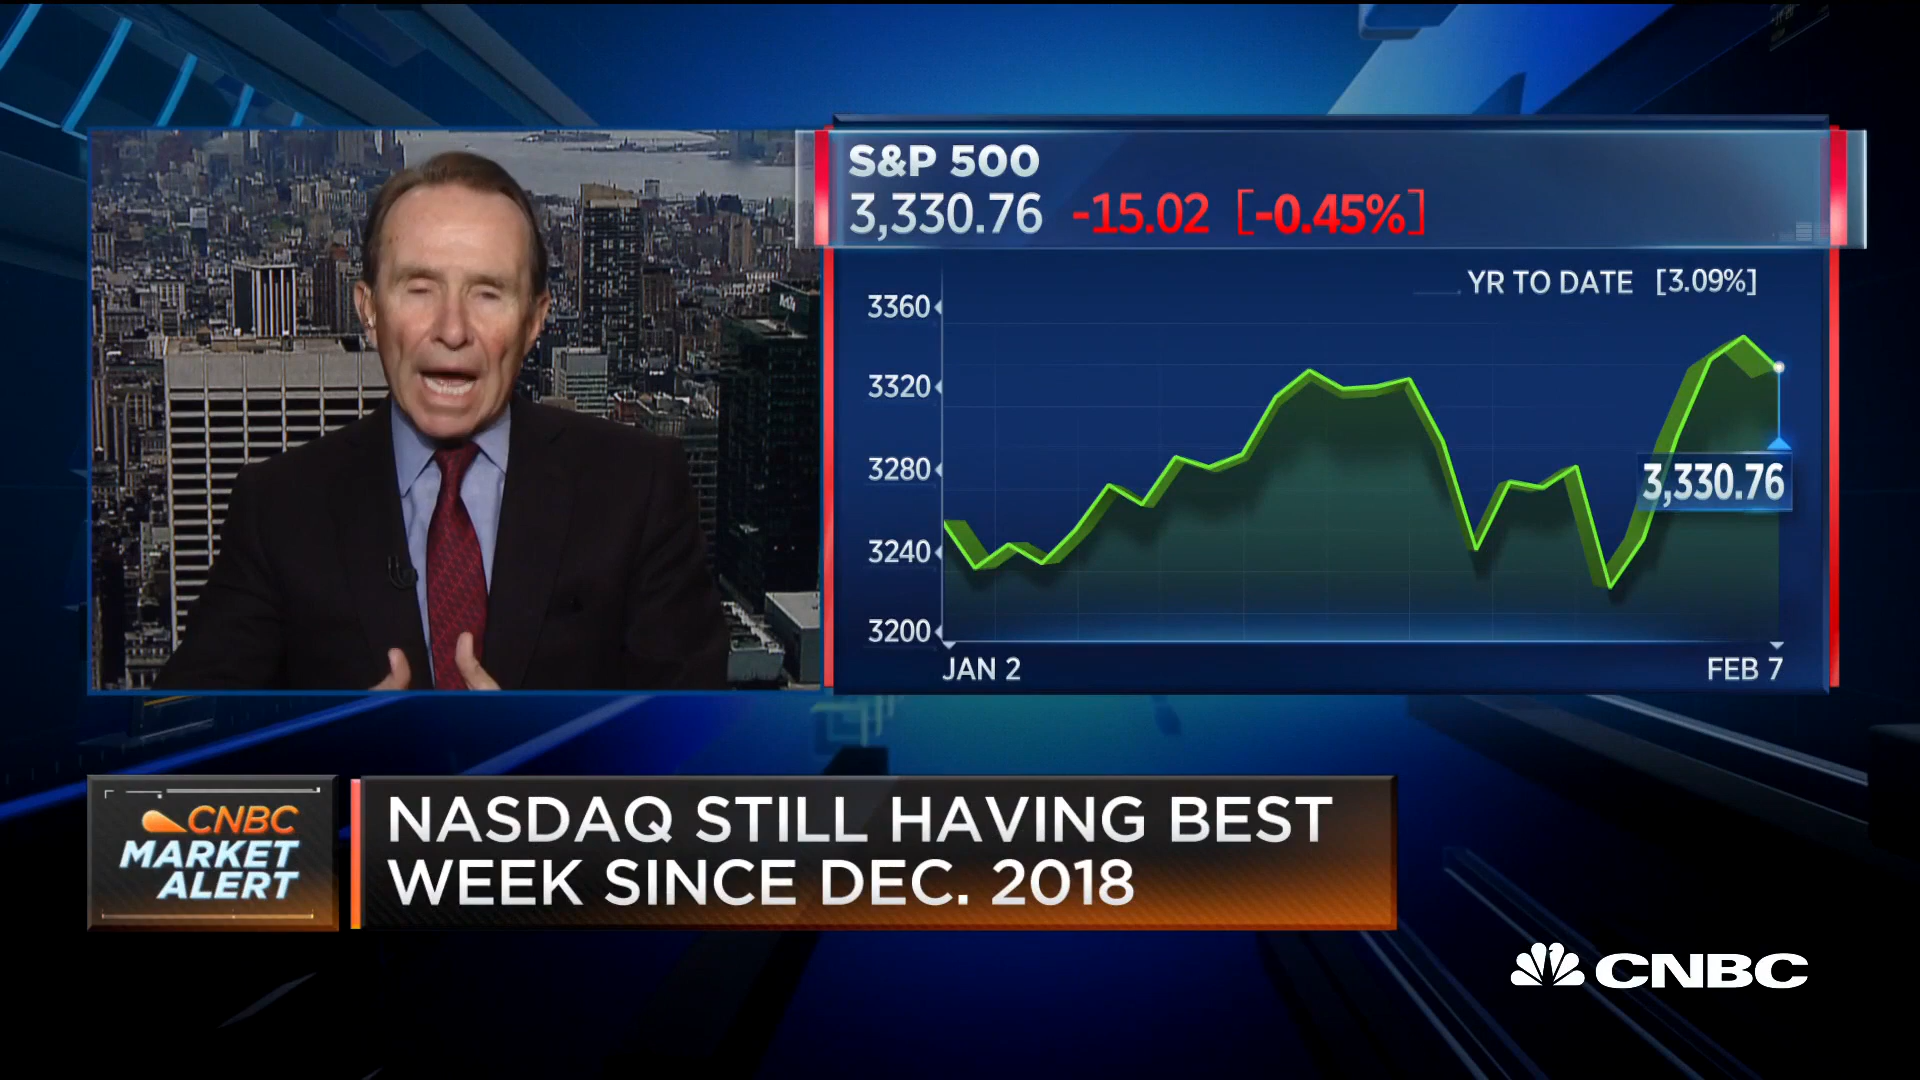 S&P 500
3,330.76 -15.02 [-0.45%]
YR TO DATE [3.09%]
3360
3320
3280
3240
3200
3,330.76
JAN 2
FEB 7
CNBC
MARKET
ALERT
NASDAQ STILL HAVING BEST
WEEK SINCE DEC. 2018
CNBC